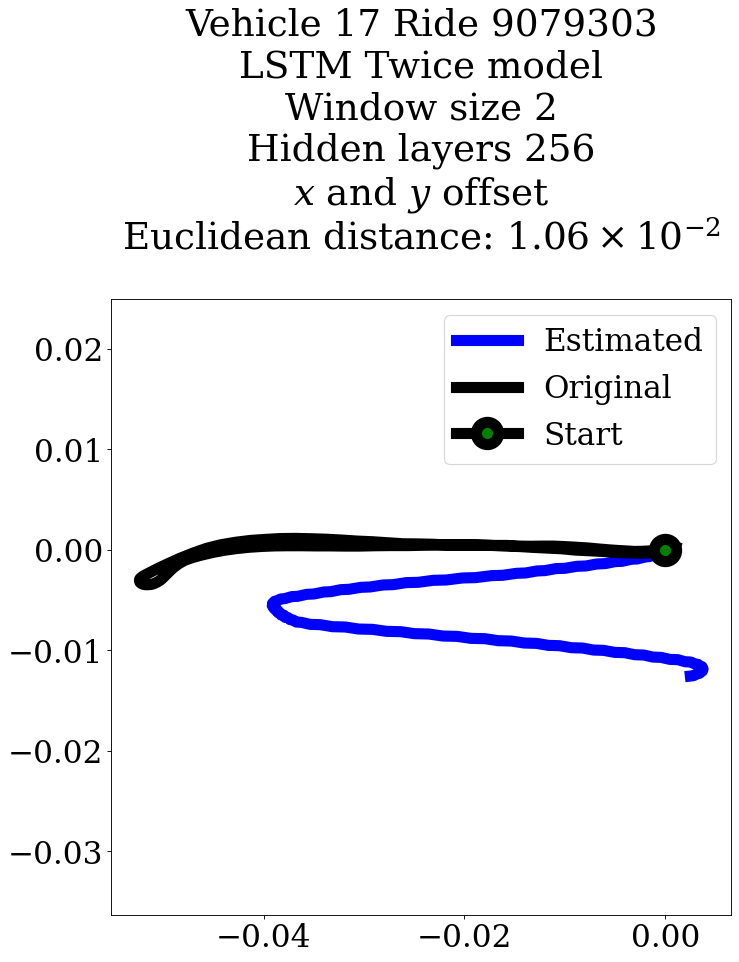 Vehicle 17 Ride 9079303
LSTM Twice model
Window size 2
Hidden layers 256
x and y offset
Euclidean distance: 1.06 × 10⁻²
Estimated
Original
Start
0.02
0.01
0.00
−0.01
−0.02
−0.03
−0.04
−0.02
0.00